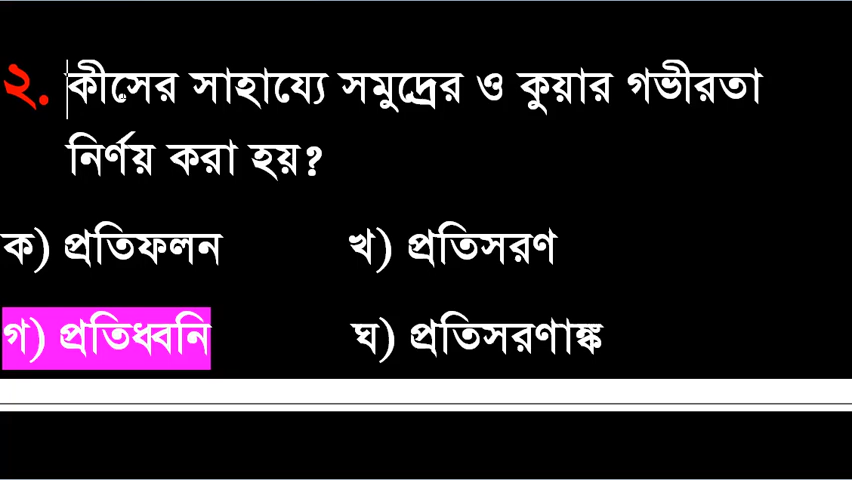 ২. কীসের সাহায্যে সমুদ্রের ও কুয়ার গভীরতা
নির্ণয় করা হয়?
ক) প্রতিফলন খ) প্রতিসরণ
গ) প্রতিধ্বনি ঘ) প্রতিসরণাঙ্ক